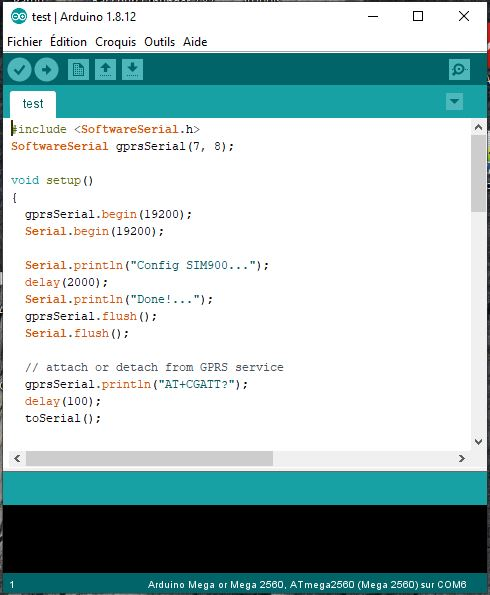 test | Arduino 1.8.12
Fichier Édition Croquis Outils Aide
test
#include <SoftwareSerial.h>
SoftwareSerial gprsSerial(7, 8);
void setup()
{
gprsSerial.begin(19200);
Serial.begin(19200);
Serial.println("Config SIM900...");
delay(2000);
Serial.println("Done!...");
gprsSerial.flush();
Serial.flush();
// attach or detach from GPRS service
gprsSerial.println("AT+CGATT?");
delay(100);
toSerial();
1 Arduino Mega or Mega 2560, ATmega2560 (Mega 2560) sur COM6